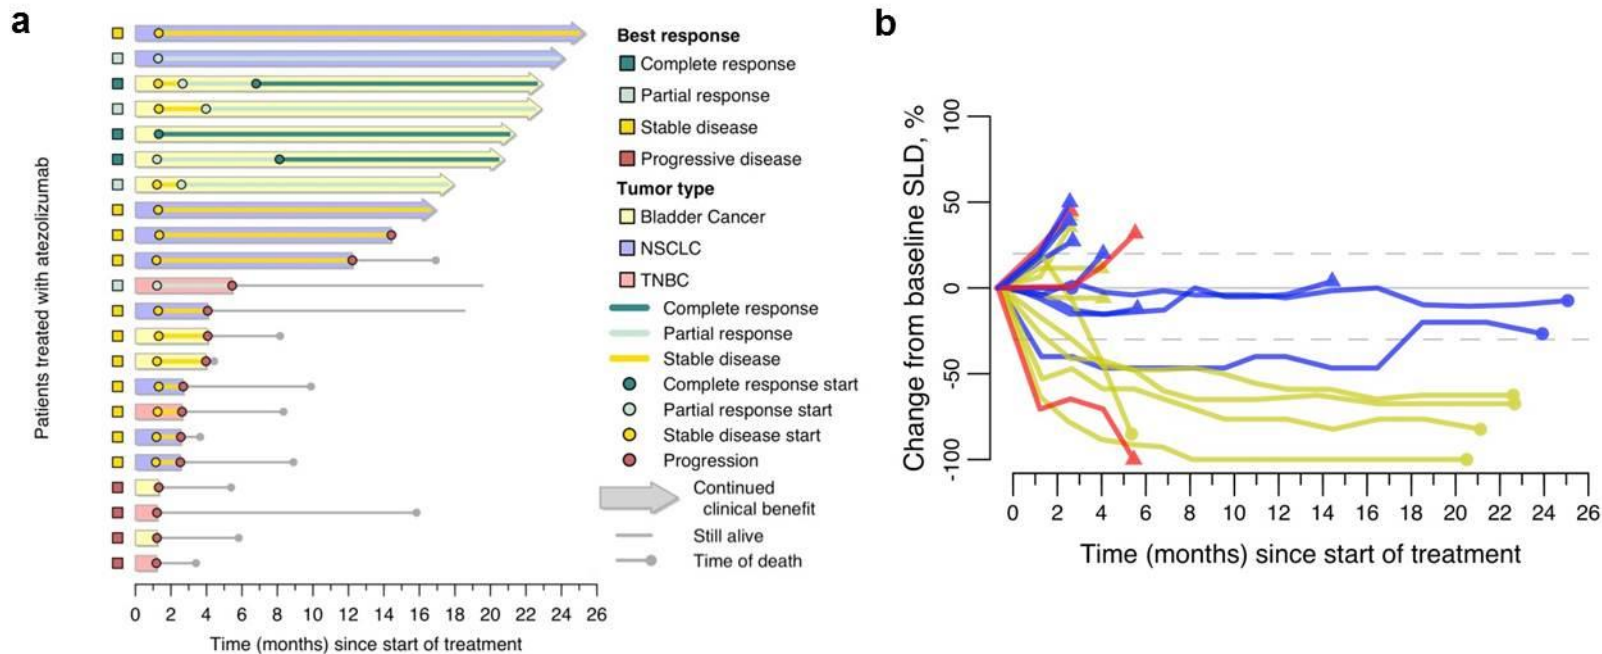 a
Patients treated with atezolizumab
0 2 4 6 8 10 12 14 16 18 20 22 24 26
Time (months) since start of treatment
Best response
Complete response
Partial response
Stable disease
Progressive disease
Tumor type
Bladder Cancer
NSCLC
TNBC
Complete response
Partial response
Stable disease
Complete response start
Partial response start
Stable disease start
Progression
Continued
clinical benefit
Still alive
Time of death
b
Change from baseline SLD, %
100
50
0
-50
-100
0 2 4 6 8 10 12 14 16 18 20 22 24 26
Time (months) since start of treatment